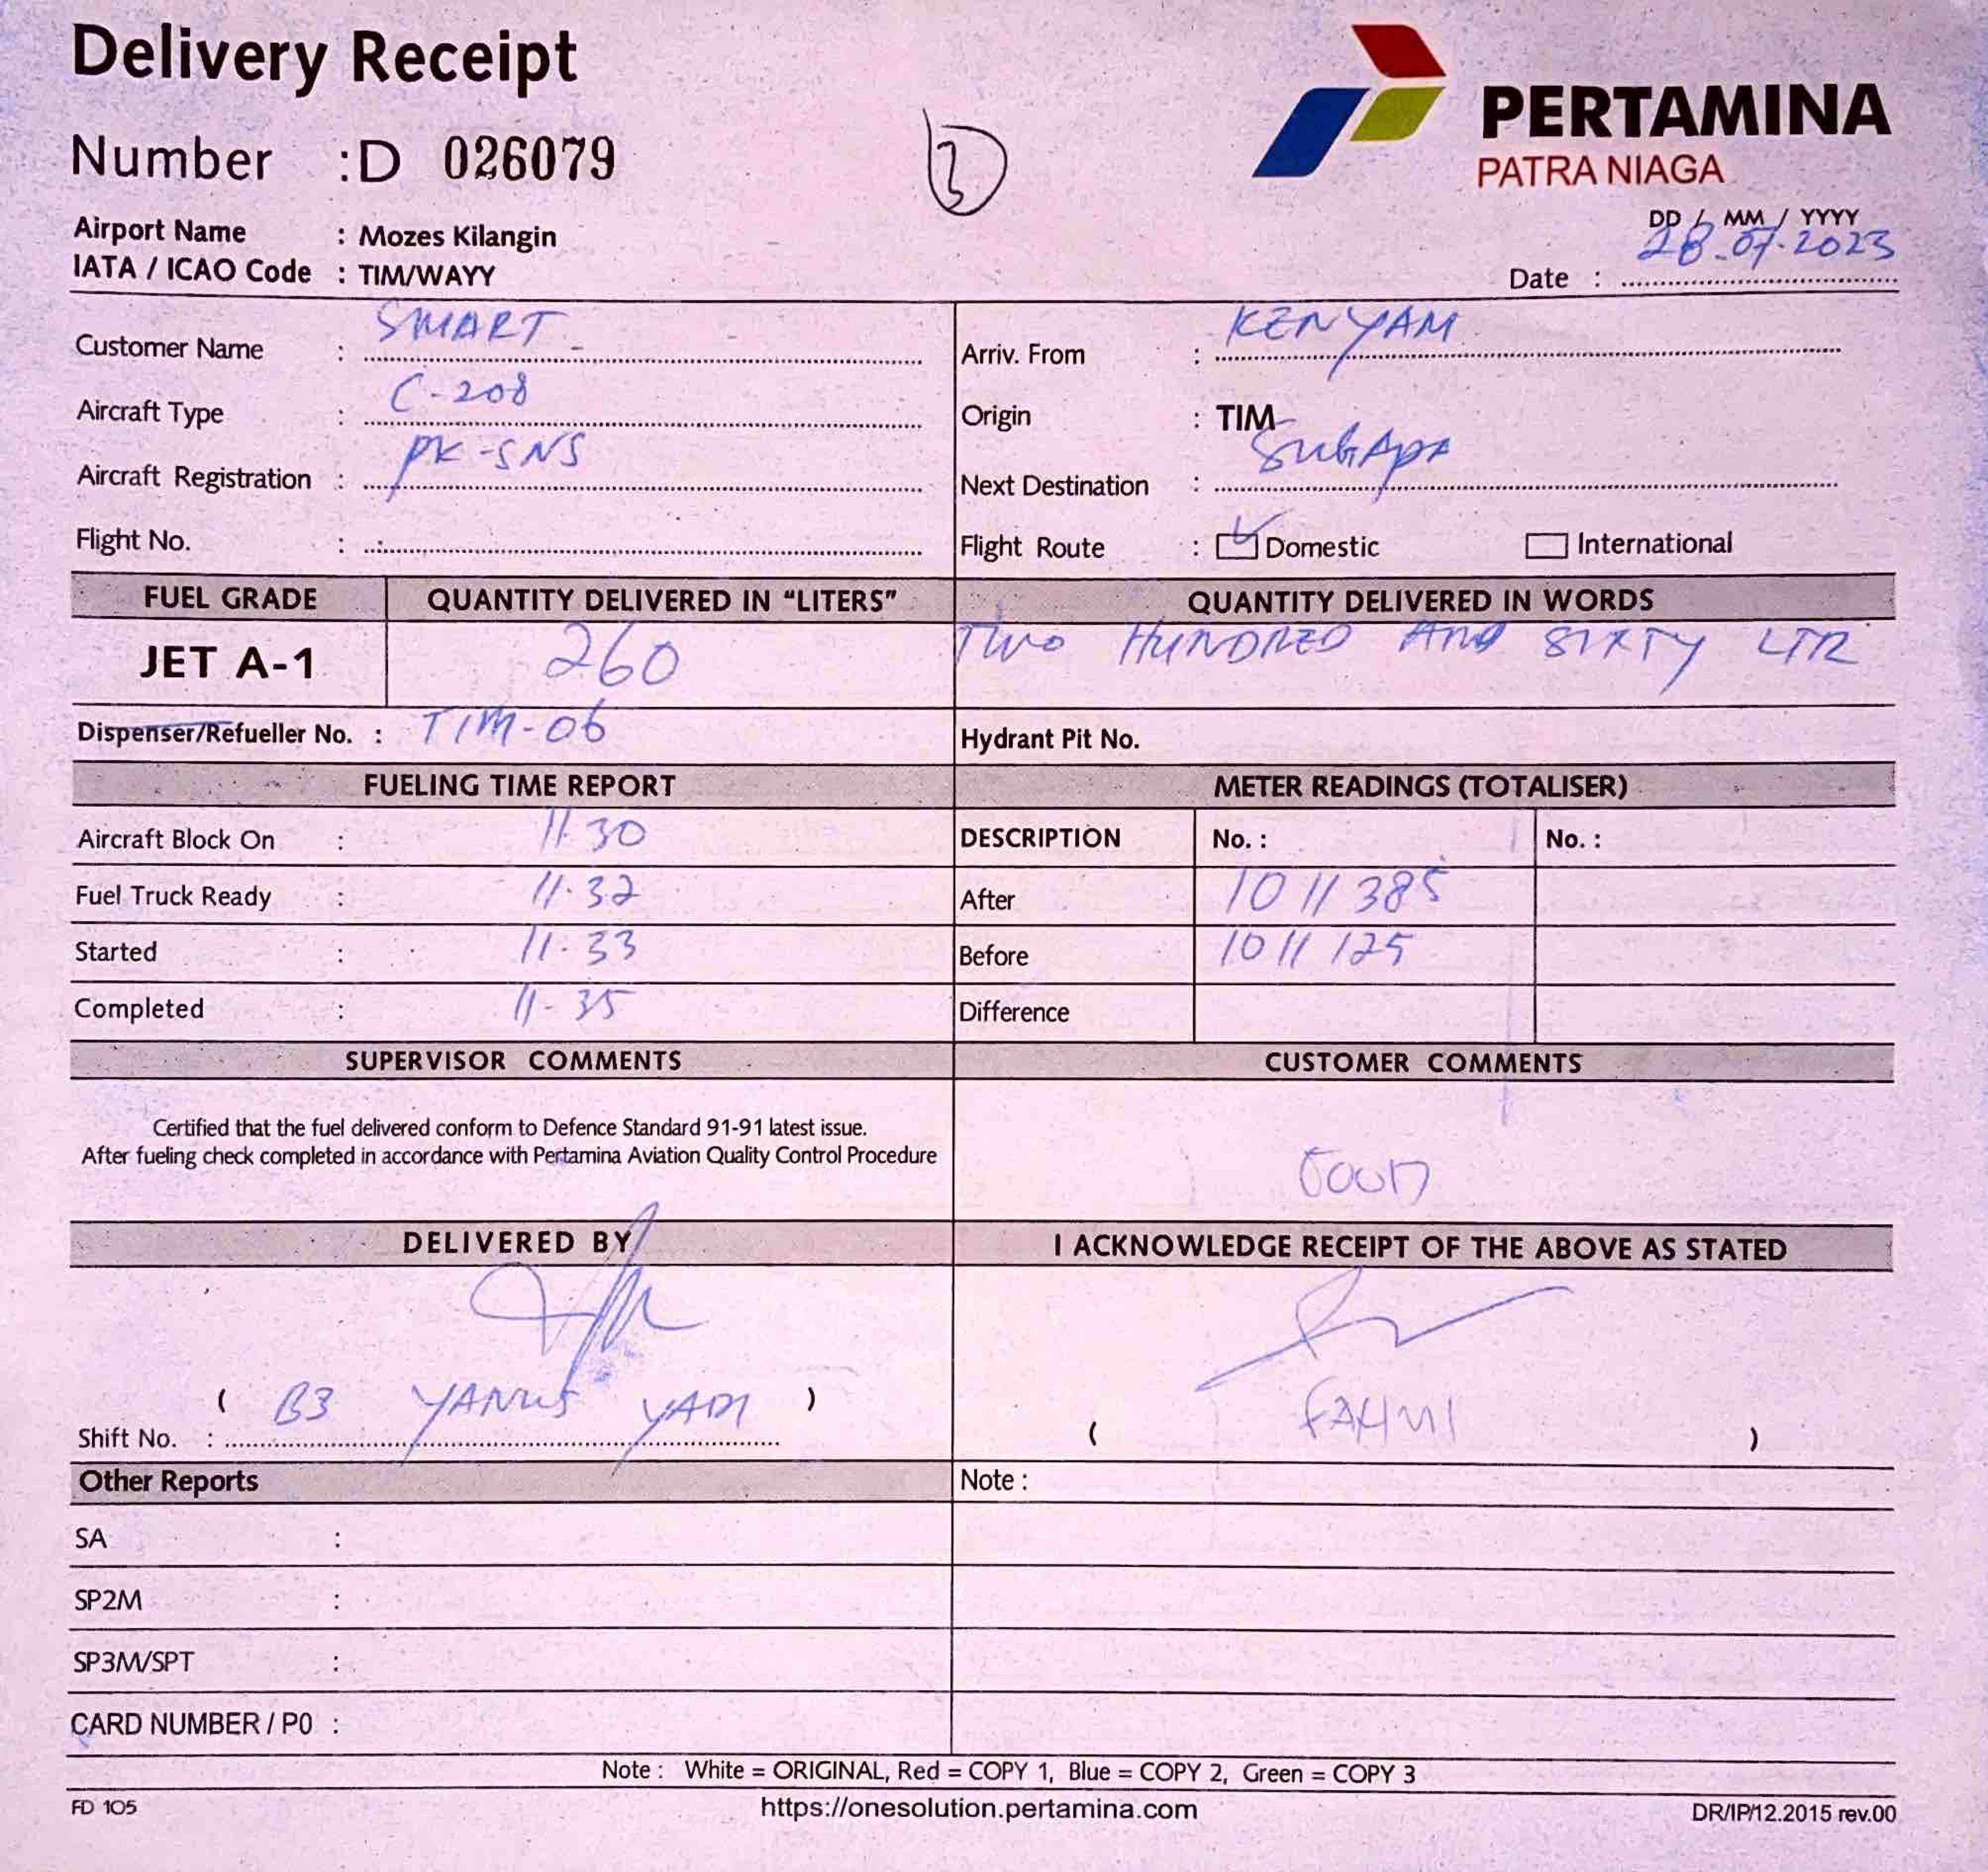 Delivery Receipt
PERTAMINA
PATRA NIAGA
Number :D 026079
3
Airport Name : Mozes Kilangin
IATA / ICAO Code : TIM/WAYY
DD / MM / YYYY
Date : 28-07-2023
Customer Name : SMART
Arriv. From : KENYAM
Aircraft Type : C-208
Origin : TIM
Aircraft Registration : PK-SNS
Next Destination : SUGAPA
Flight No. :
Flight Route : Domestic International
FUEL GRADE QUANTITY DELIVERED IN “LITERS” QUANTITY DELIVERED IN WORDS
JET A-1 260 TWO HUNDRED AND SIXTY LTR
Dispenser/Refueller No. : TIM-06
Hydrant Pit No.
FUELING TIME REPORT METER READINGS (TOTALISER)
Aircraft Block On : 11.30
DESCRIPTION No. : No. :
Fuel Truck Ready : 11.32
After 1011385
Started : 11-33
Before 1011125
Completed : 11-35
Difference
SUPERVISOR COMMENTS CUSTOMER COMMENTS
Certified that the fuel delivered conform to Defence Standard 91-91 latest issue.
After fueling check completed in accordance with Pertamina Aviation Quality Control Procedure
DELIVERED BY I ACKNOWLEDGE RECEIPT OF THE ABOVE AS STATED
( B3 YANUS )
Shift No. :
( FAHMI )
Other Reports Note :
SA :
SP2M :
SP3M/SPT :
CARD NUMBER / P0 :
Note : White = ORIGINAL, Red = COPY 1, Blue = COPY 2, Green = COPY 3
FD 105 https://onesolution.pertamina.com DR/IP/12.2015 rev.00